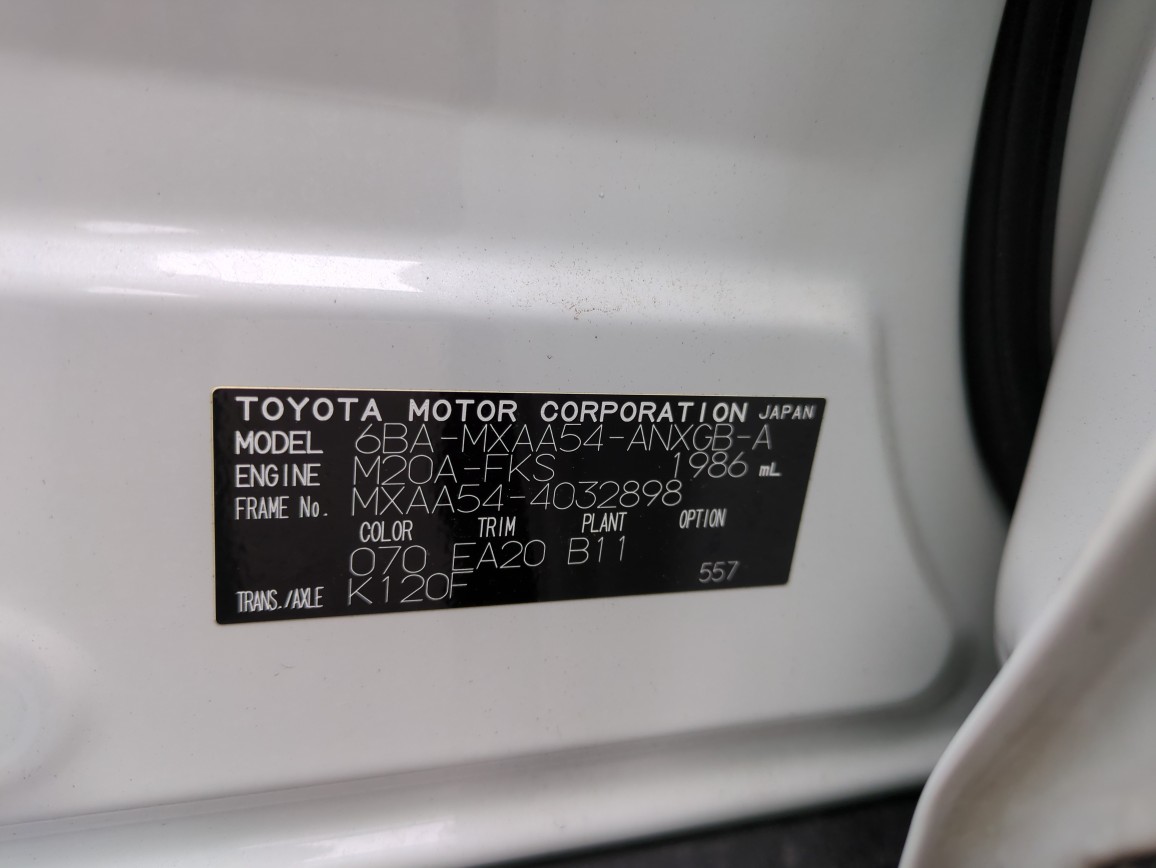 TOYOTA MOTOR CORPORATION JAPAN
MODEL 6BA-MXAA54-ANXGB-A
ENGINE M20A-FKS 1986 mL
FRAME No. MXAA54-4032898
COLOR TRIM PLANT OPTION
070 EA20 B11
TRANS./AXLE K120F 557